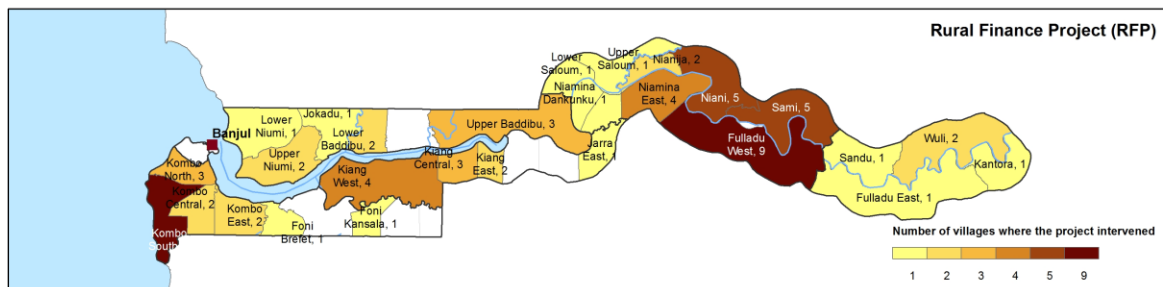 Rural Finance Project (RFP)
Lower
Saloum, 1
Upper
Saloum, 1
Nianija, 2
Niamina
Dankunku, 1
Niamina
East, 4
Niani, 5
Sami, 5
Jokadu, 1
Lower
Niumi, 1
Banjul
Lower
Baddibu, 2
Upper Baddibu, 3
Upper
Niumi, 2
Kombo
North, 3
Kiang
Central, 3
Kiang
East, 2
Jarra
East, 1
Fulladu
West, 9
Sandu, 1
Wuli, 2
Kantora, 1
Kiang
West, 4
Kombo
Central, 2
Kombo
East, 2
Foni
Kansala, 1
Fulladu East, 1
Kombo
South
Foni
Brefet, 1
Number of villages where the project intervened
1 2 3 4 5 9